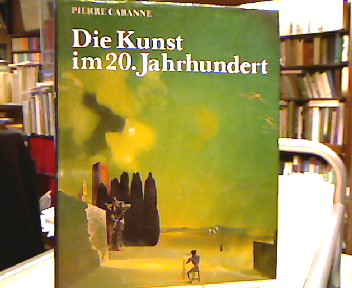 PIERRE CABANNE
Die Kunst
im 20. Jahrhundert